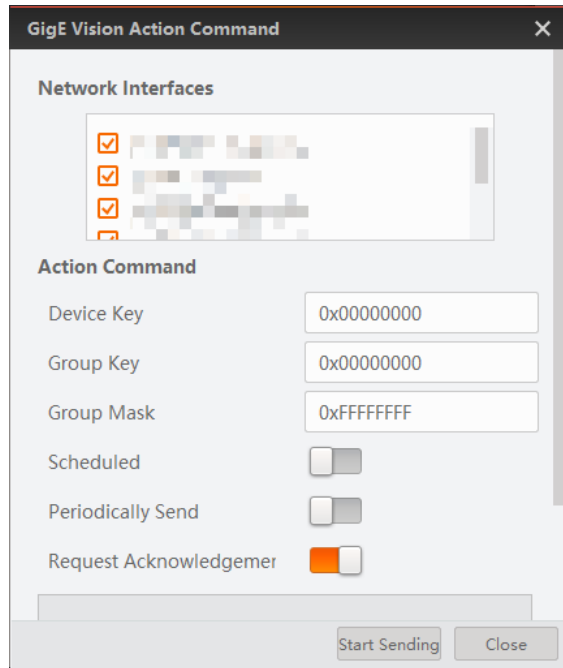 GigE Vision Action Command
Network Interfaces
Action Command
Device Key 0x00000000
Group Key 0x00000000
Group Mask 0xFFFFFFFF
Scheduled
Periodically Send
Request Acknowledgemer
Start Sending Close